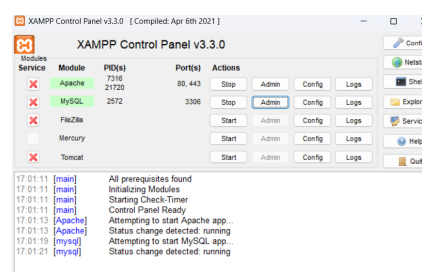 XAMPP Control Panel v3.3.0 [ Compiled: Apr 6th 2021 ]
XAMPP Control Panel v3.3.0
Modules
Service Module PID(s) Port(s) Actions
Apache 7316 21720 80, 443 Stop Admin Config Logs
MySQL 2572 3306 Stop Admin Config Logs
FileZilla Start Admin Config Logs
Mercury Start Admin Config Logs
Tomcat Start Admin Config Logs
Confi
Netst
Shel
Explor
Servic
Help
Quit
17:01:11 [main] All prerequisites found
17:01:11 [main] Initializing Modules
17:01:11 [main] Starting Check-Timer
17:01:11 [main] Control Panel Ready
17:01:13 [Apache] Attempting to start Apache app...
17:01:13 [Apache] Status change detected: running
17:01:19 [mysql] Attempting to start MySQL app...
17:01:21 [mysql] Status change detected: running